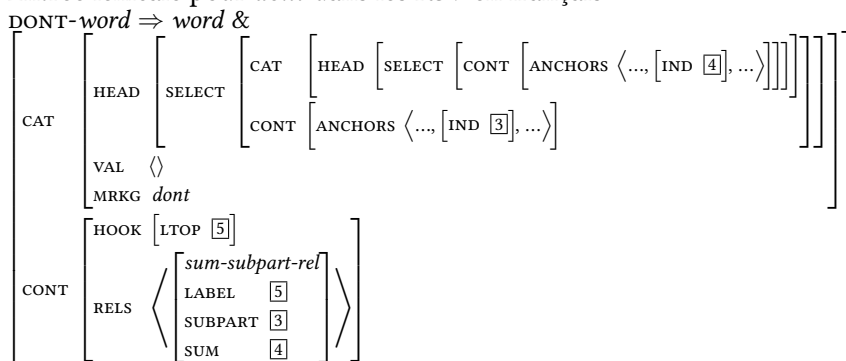 DONT-word ⇒ word &
CAT [HEAD [SELECT [CAT [HEAD [SELECT [CONT [ANCHORS ⟨…, [IND 4], …⟩]]]]
CONT [ANCHORS ⟨…, [IND 3], …⟩]]]
VAL ⟨⟩
MRKG dont]
CONT [HOOK [LTOP 5]
RELS ⟨[sum-subpart-rel
LABEL 5
SUBPART 3
SUM 4]⟩]